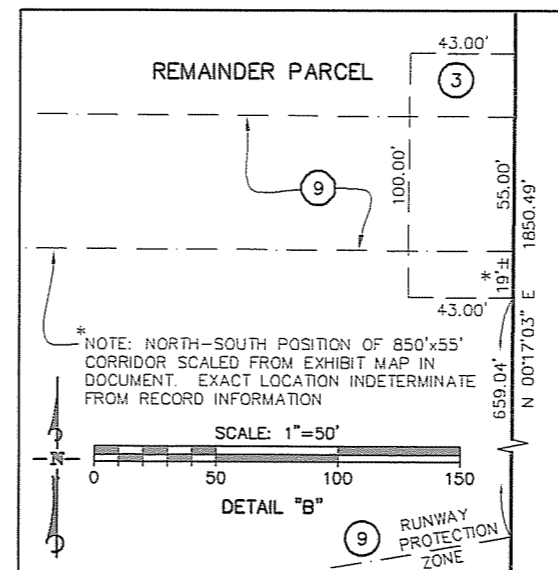 43.00'
REMAINDER PARCEL
3
9
100.00'
55.00'
1850.49'
* 19'±
43.00'
N 00°17'03" E
659.04'
* NOTE: NORTH-SOUTH POSITION OF 850'x55'
CORRIDOR SCALED FROM EXHIBIT MAP IN
DOCUMENT. EXACT LOCATION INDETERMINATE
FROM RECORD INFORMATION
N
SCALE: 1"=50'
0 50 100 150
DETAIL "B"
9
RUNWAY
PROTECTION
ZONE